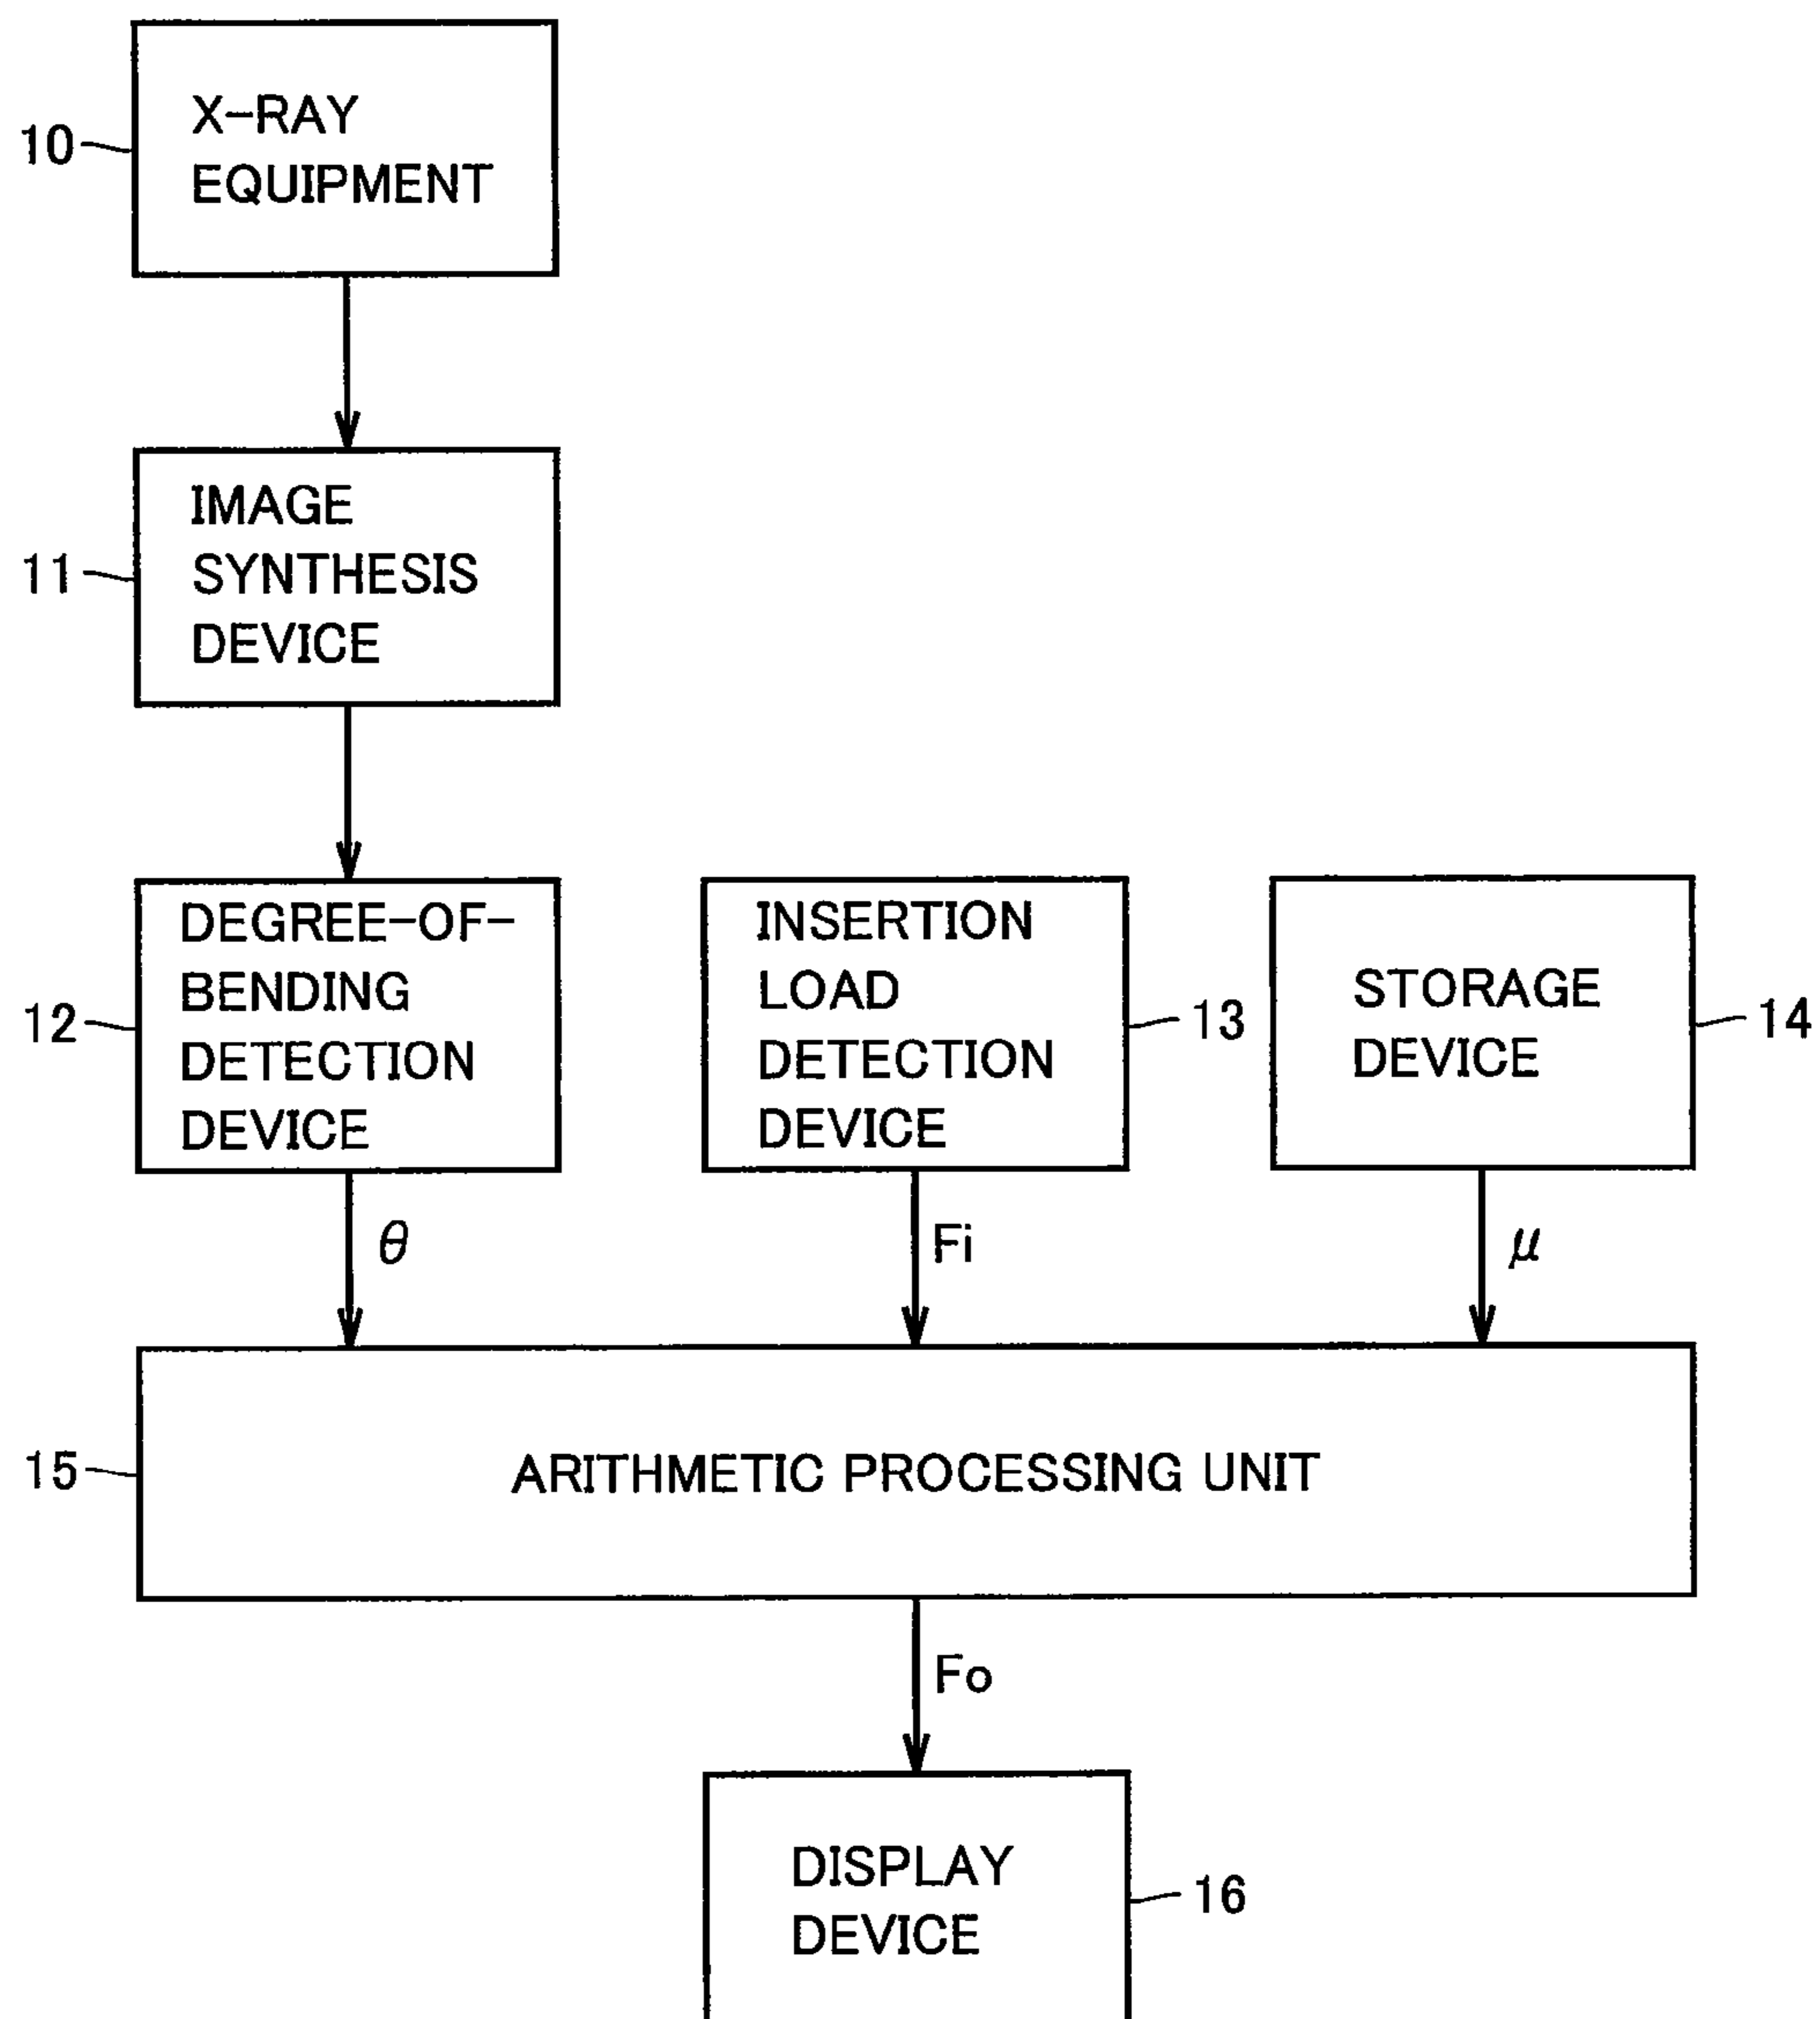 X-RAY
EQUIPMENT
10
IMAGE
SYNTHESIS
DEVICE
11
DEGREE-OF-
BENDING
DETECTION
DEVICE
12
INSERTION
LOAD
DETECTION
DEVICE
13
STORAGE
DEVICE
14
θ
Fi
μ
15
ARITHMETIC PROCESSING UNIT
Fo
DISPLAY
DEVICE
16